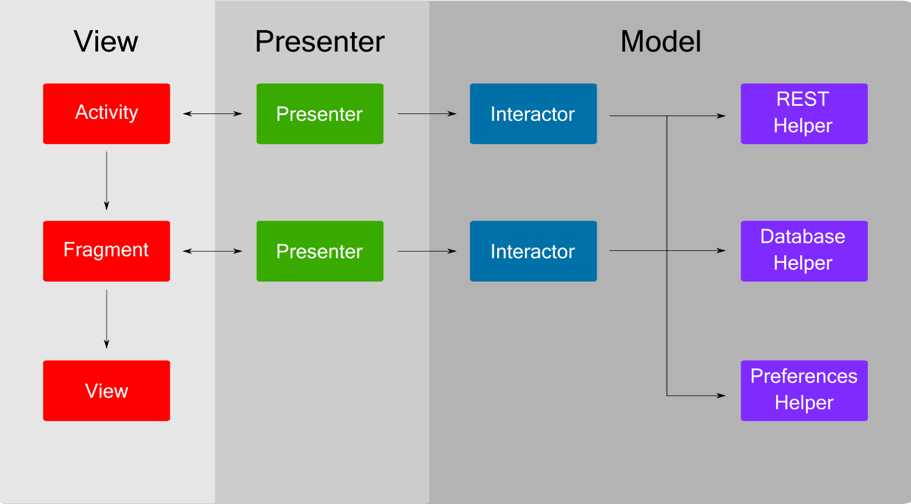 View
Presenter
Model
Activity
Presenter
Interactor
REST
Helper
Fragment
Presenter
Interactor
Database
Helper
View
Preferences
Helper